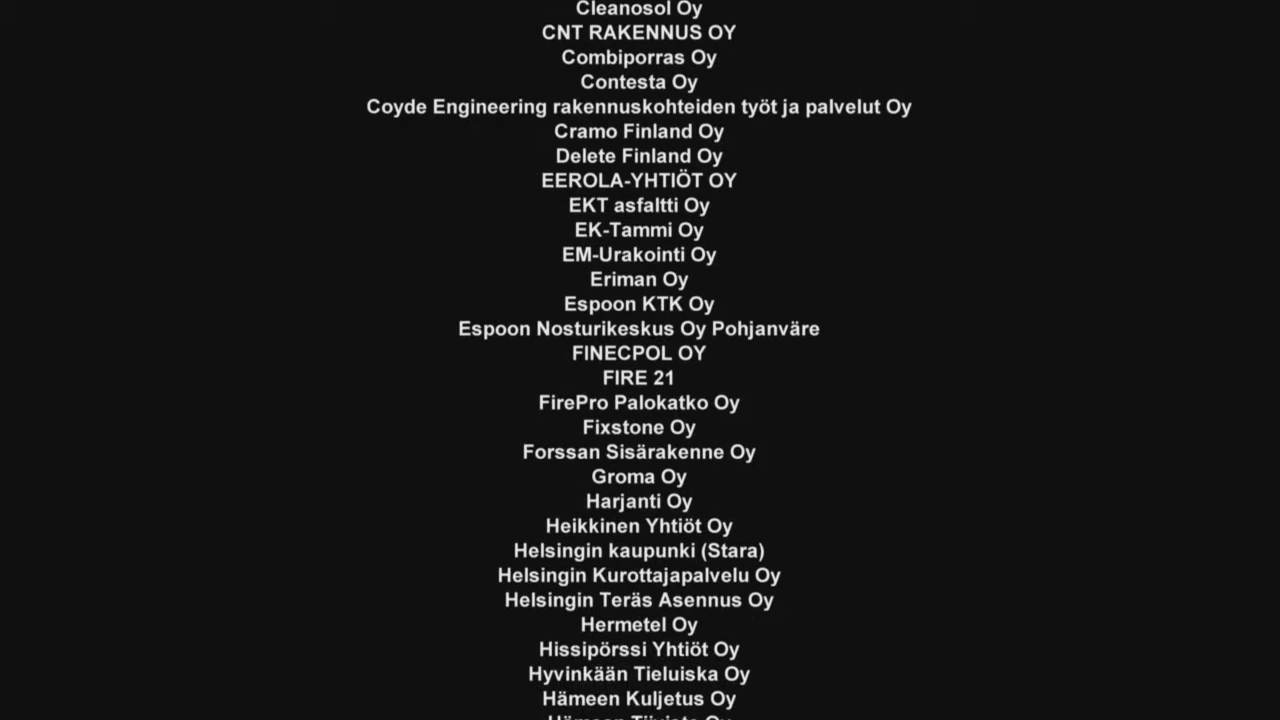 Cleanosol Oy
CNT RAKENNUS OY
Combiporras Oy
Contesta Oy
Coyde Engineering rakennuskohteiden työt ja palvelut Oy
Cramo Finland Oy
Delete Finland Oy
EEROLA-YHTIÖT OY
EKT asfaltti Oy
EK-Tammi Oy
EM-Urakointi Oy
Eriman Oy
Espoon KTK Oy
Espoon Nosturikeskus Oy Pohjanväre
FINECPOL OY
FIRE 21
FirePro Palokatko Oy
Fixstone Oy
Forssan Sisärakenne Oy
Groma Oy
Harjanti Oy
Heikkinen Yhtiöt Oy
Helsingin kaupunki (Stara)
Helsingin Kurottajapalvelu Oy
Helsingin Teräs Asennus Oy
Hermetel Oy
Hissipörssi Yhtiöt Oy
Hyvinkään Tieluiska Oy
Hämeen Kuljetus Oy